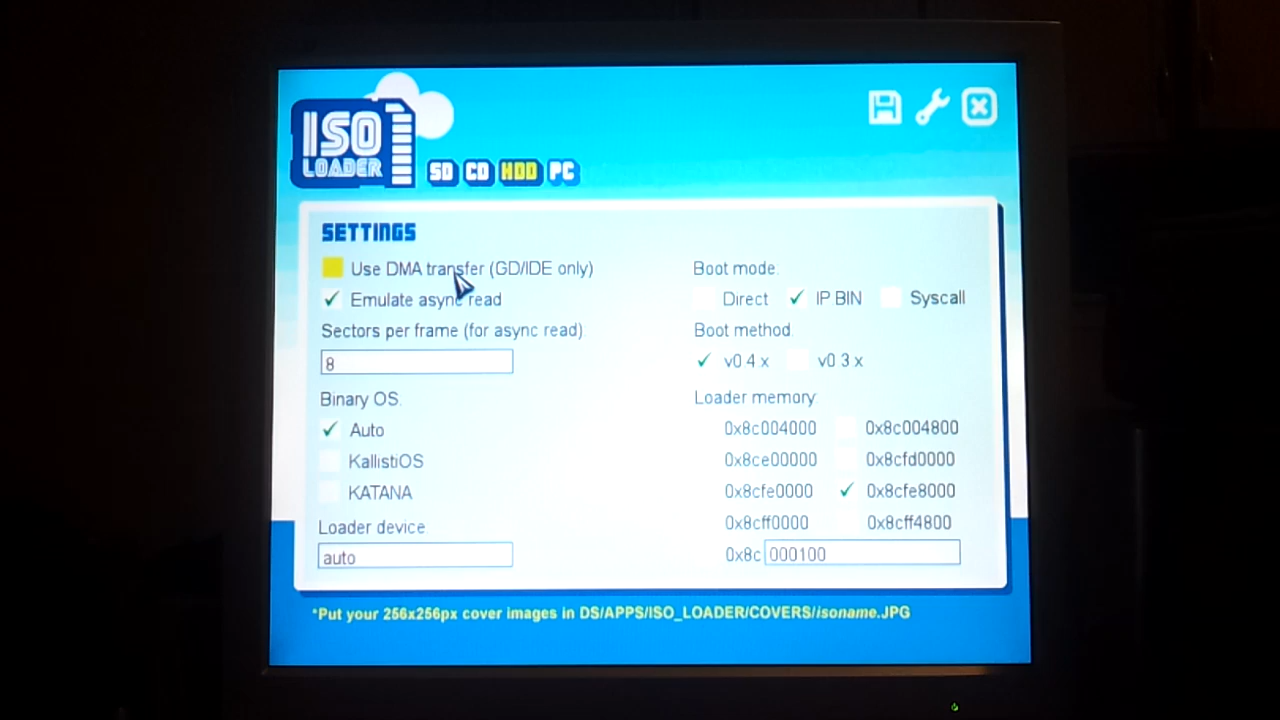 ISO
LOADER
SD CD HDD PC
SETTINGS
Use DMA transfer (GD/IDE only)
Emulate async read
Sectors per frame (for async read)
8
Binary OS:
Auto
KallistiOS
KATANA
Loader device
auto
Boot mode:
Direct IP BIN Syscall
Boot method:
v0 4 x v0 3 x
Loader memory:
0x8c004000 0x8c004800
0x8ce00000 0x8cfd0000
0x8cfe0000 0x8cfe8000
0x8cff0000 0x8cff4800
0x8c 000100
*Put your 256x256px cover images in DS/APPS/ISO_LOADER/COVERS/isoname.JPG